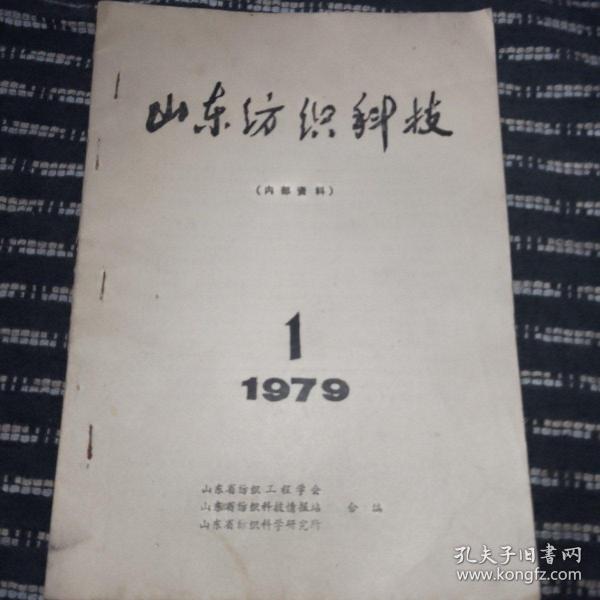 山东纺织科技
（内部资料）
1
1979
山东省纺织工程学会
山东省纺织科技情报站 合编
山东省纺织科学研究所
孔夫子旧书网
www.kongfz.com